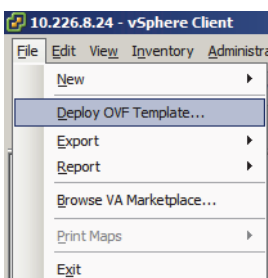 10.226.8.24 - vSphere Client
File Edit View Inventory Administra
New
Deploy OVF Template...
Export
Report
Browse VA Marketplace...
Print Maps
Exit